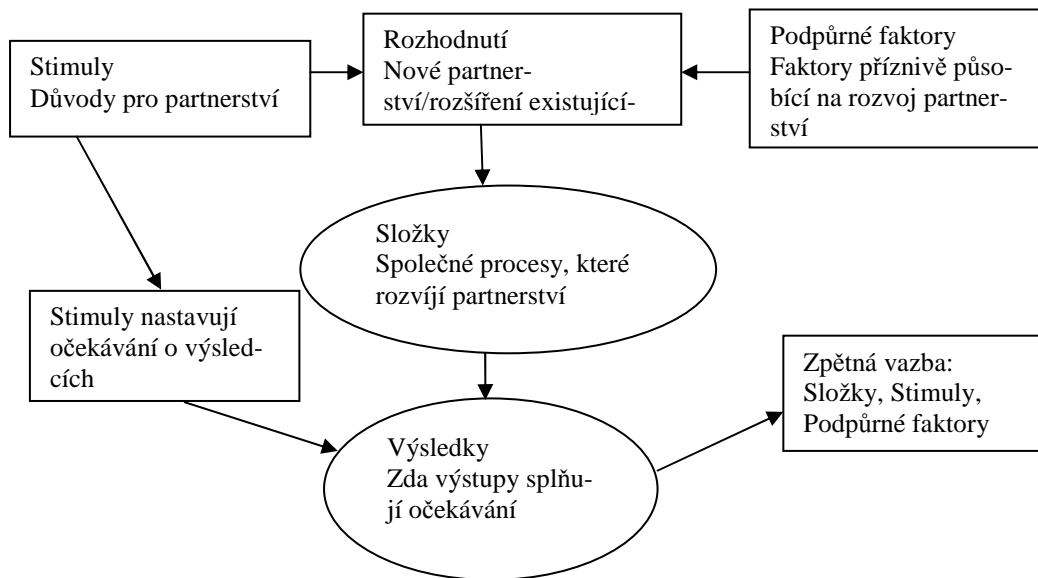 Stimuly
Důvody pro partnerství
Rozhodnutí
Nové partner-
ství/rozšíření existující-
Podpůrné faktory
Faktory příznivě půso-
bící na rozvoj partner-
ství
Složky
Společné procesy, které
rozvíjí partnerství
Stimuly nastavují
očekávání o výsled-
cích
Zpětná vazba:
Složky, Stimuly,
Podpůrné faktory
Výsledky
Zda výstupy splňu-
jí očekávání